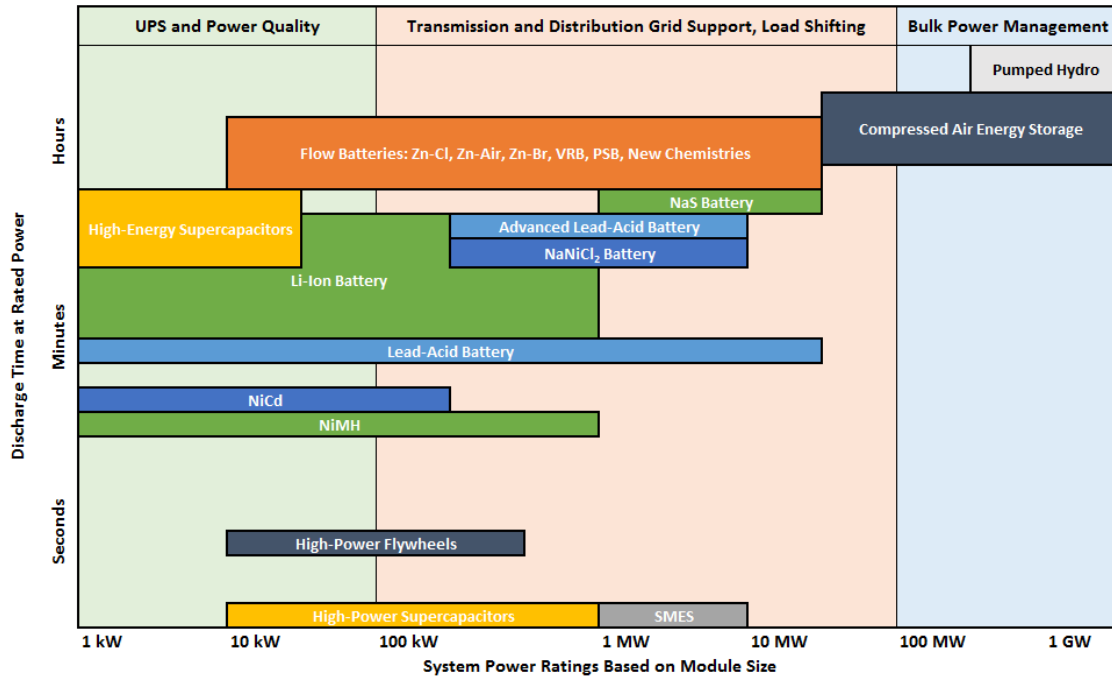 UPS and Power Quality
Transmission and Distribution Grid Support, Load Shifting
Bulk Power Management
Pumped Hydro
Compressed Air Energy Storage
Flow Batteries: Zn-Cl, Zn-Air, Zn-Br, VRB, PSB, New Chemistries
NaS Battery
High-Energy Supercapacitors
Advanced Lead-Acid Battery
NaNiCl₂ Battery
Li-Ion Battery
Lead-Acid Battery
NiCd
NiMH
High-Power Flywheels
High-Power Supercapacitors
SMES
Discharge Time at Rated Power
Hours
Minutes
Seconds
1 kW
10 kW
100 kW
1 MW
10 MW
100 MW
1 GW
System Power Ratings Based on Module Size